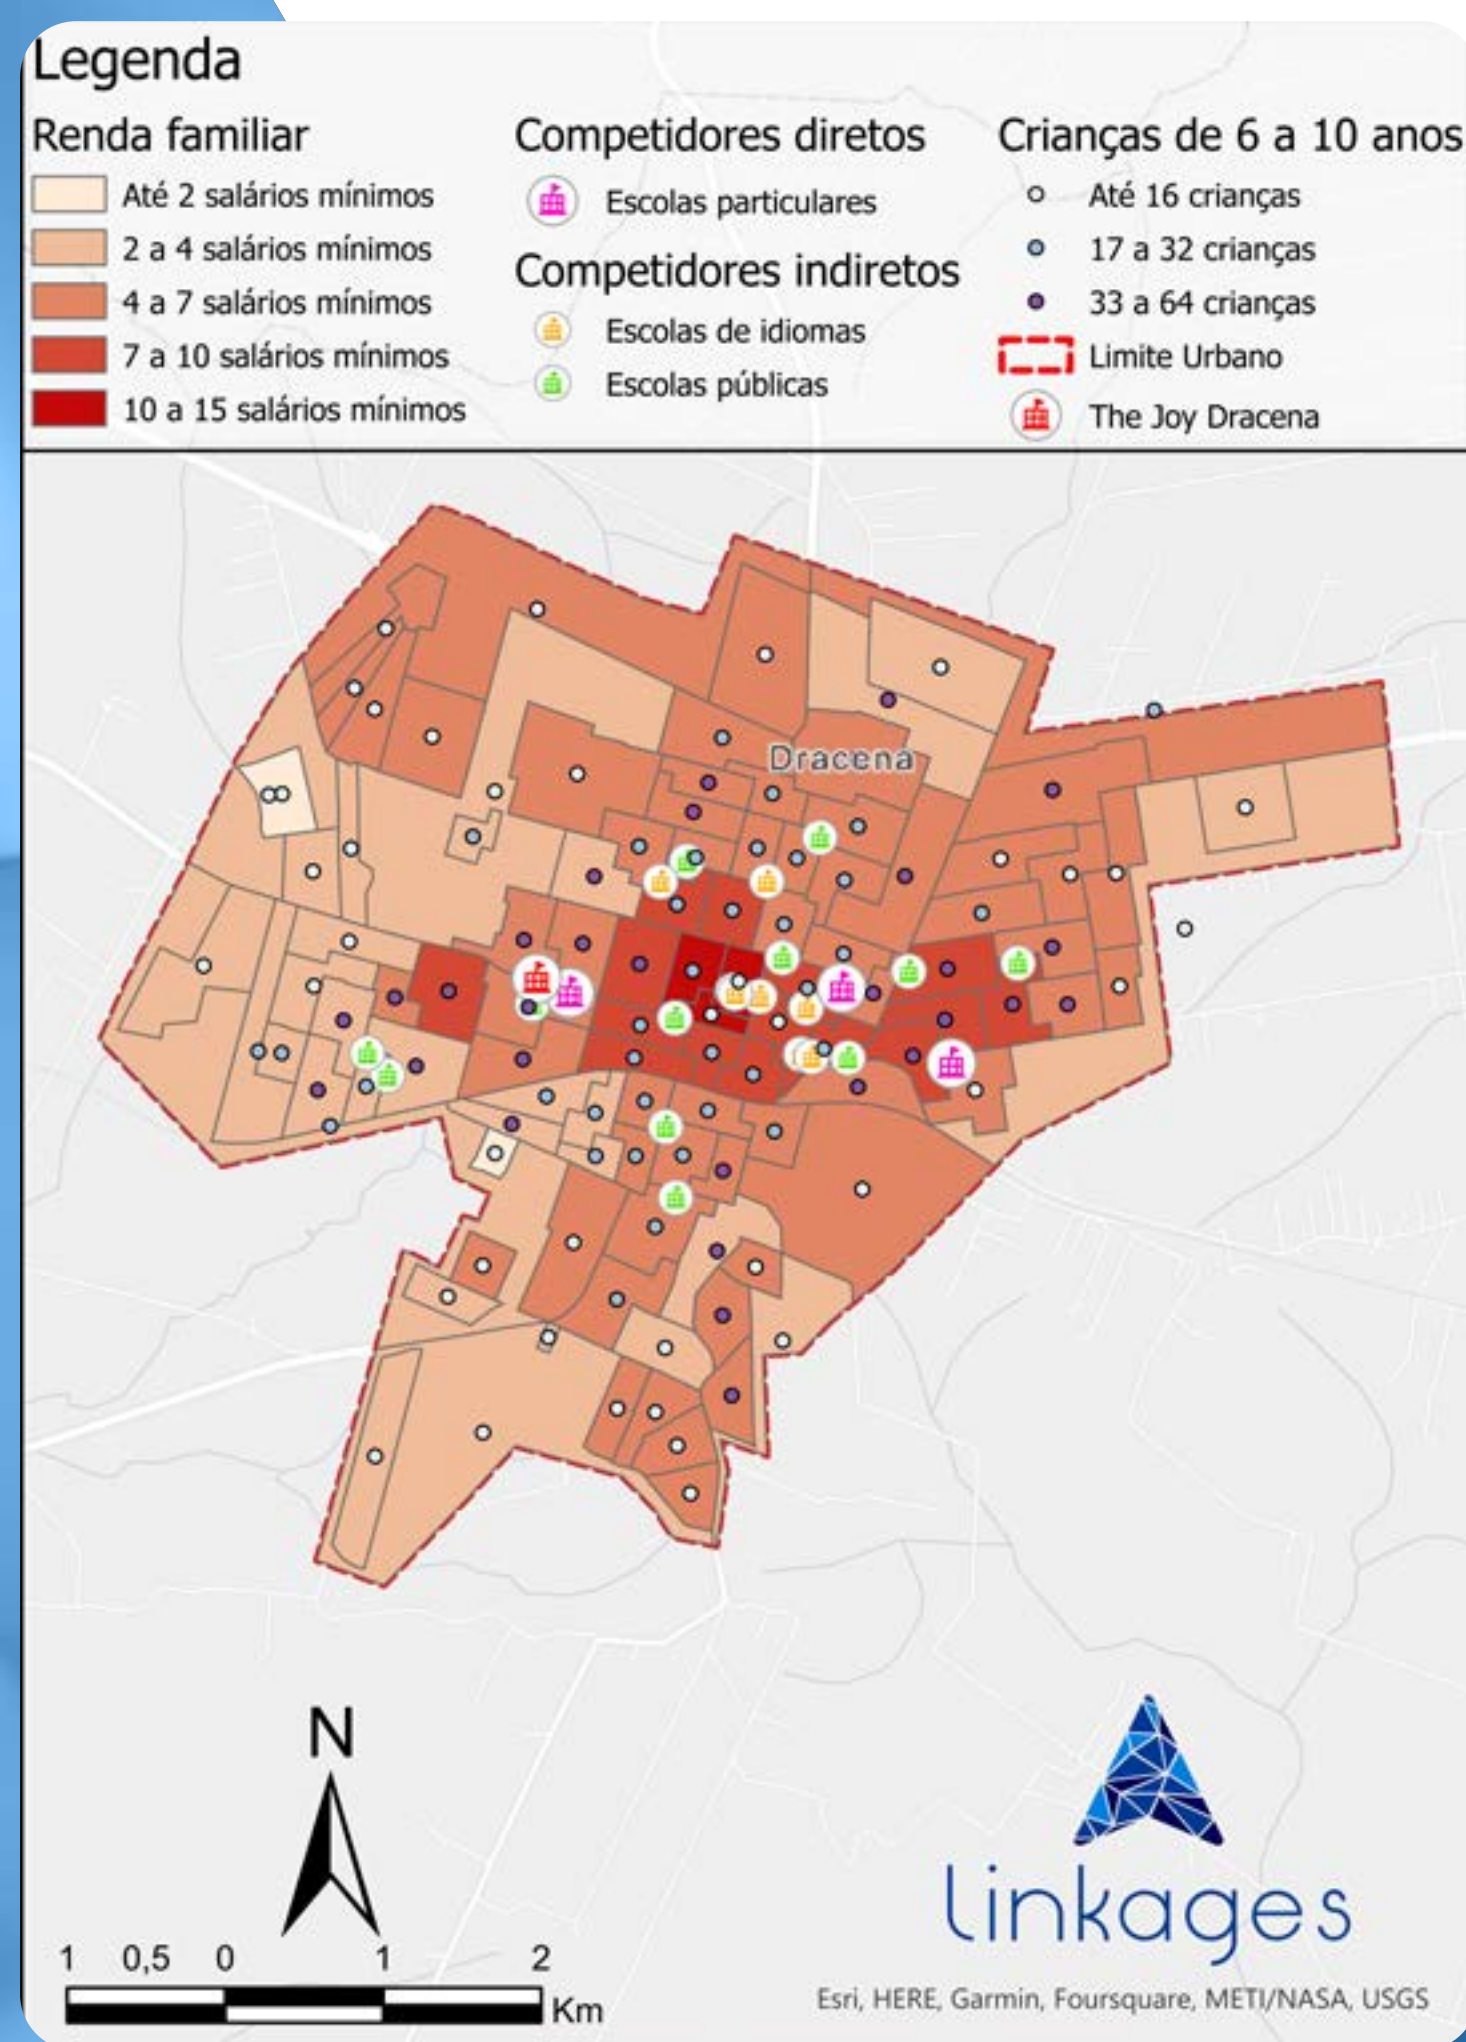 Legenda
Renda familiar
Até 2 salários mínimos
2 a 4 salários mínimos
4 a 7 salários mínimos
7 a 10 salários mínimos
10 a 15 salários mínimos
Competidores diretos
Escolas particulares
Competidores indiretos
Escolas de idiomas
Escolas públicas
Crianças de 6 a 10 anos
Até 16 crianças
17 a 32 crianças
33 a 64 crianças
Limite Urbano
The Joy Dracena
Dracena
N
1 0,5 0 1 2
Km
linkages
Esri, HERE, Garmin, Foursquare, METI/NASA, USGS